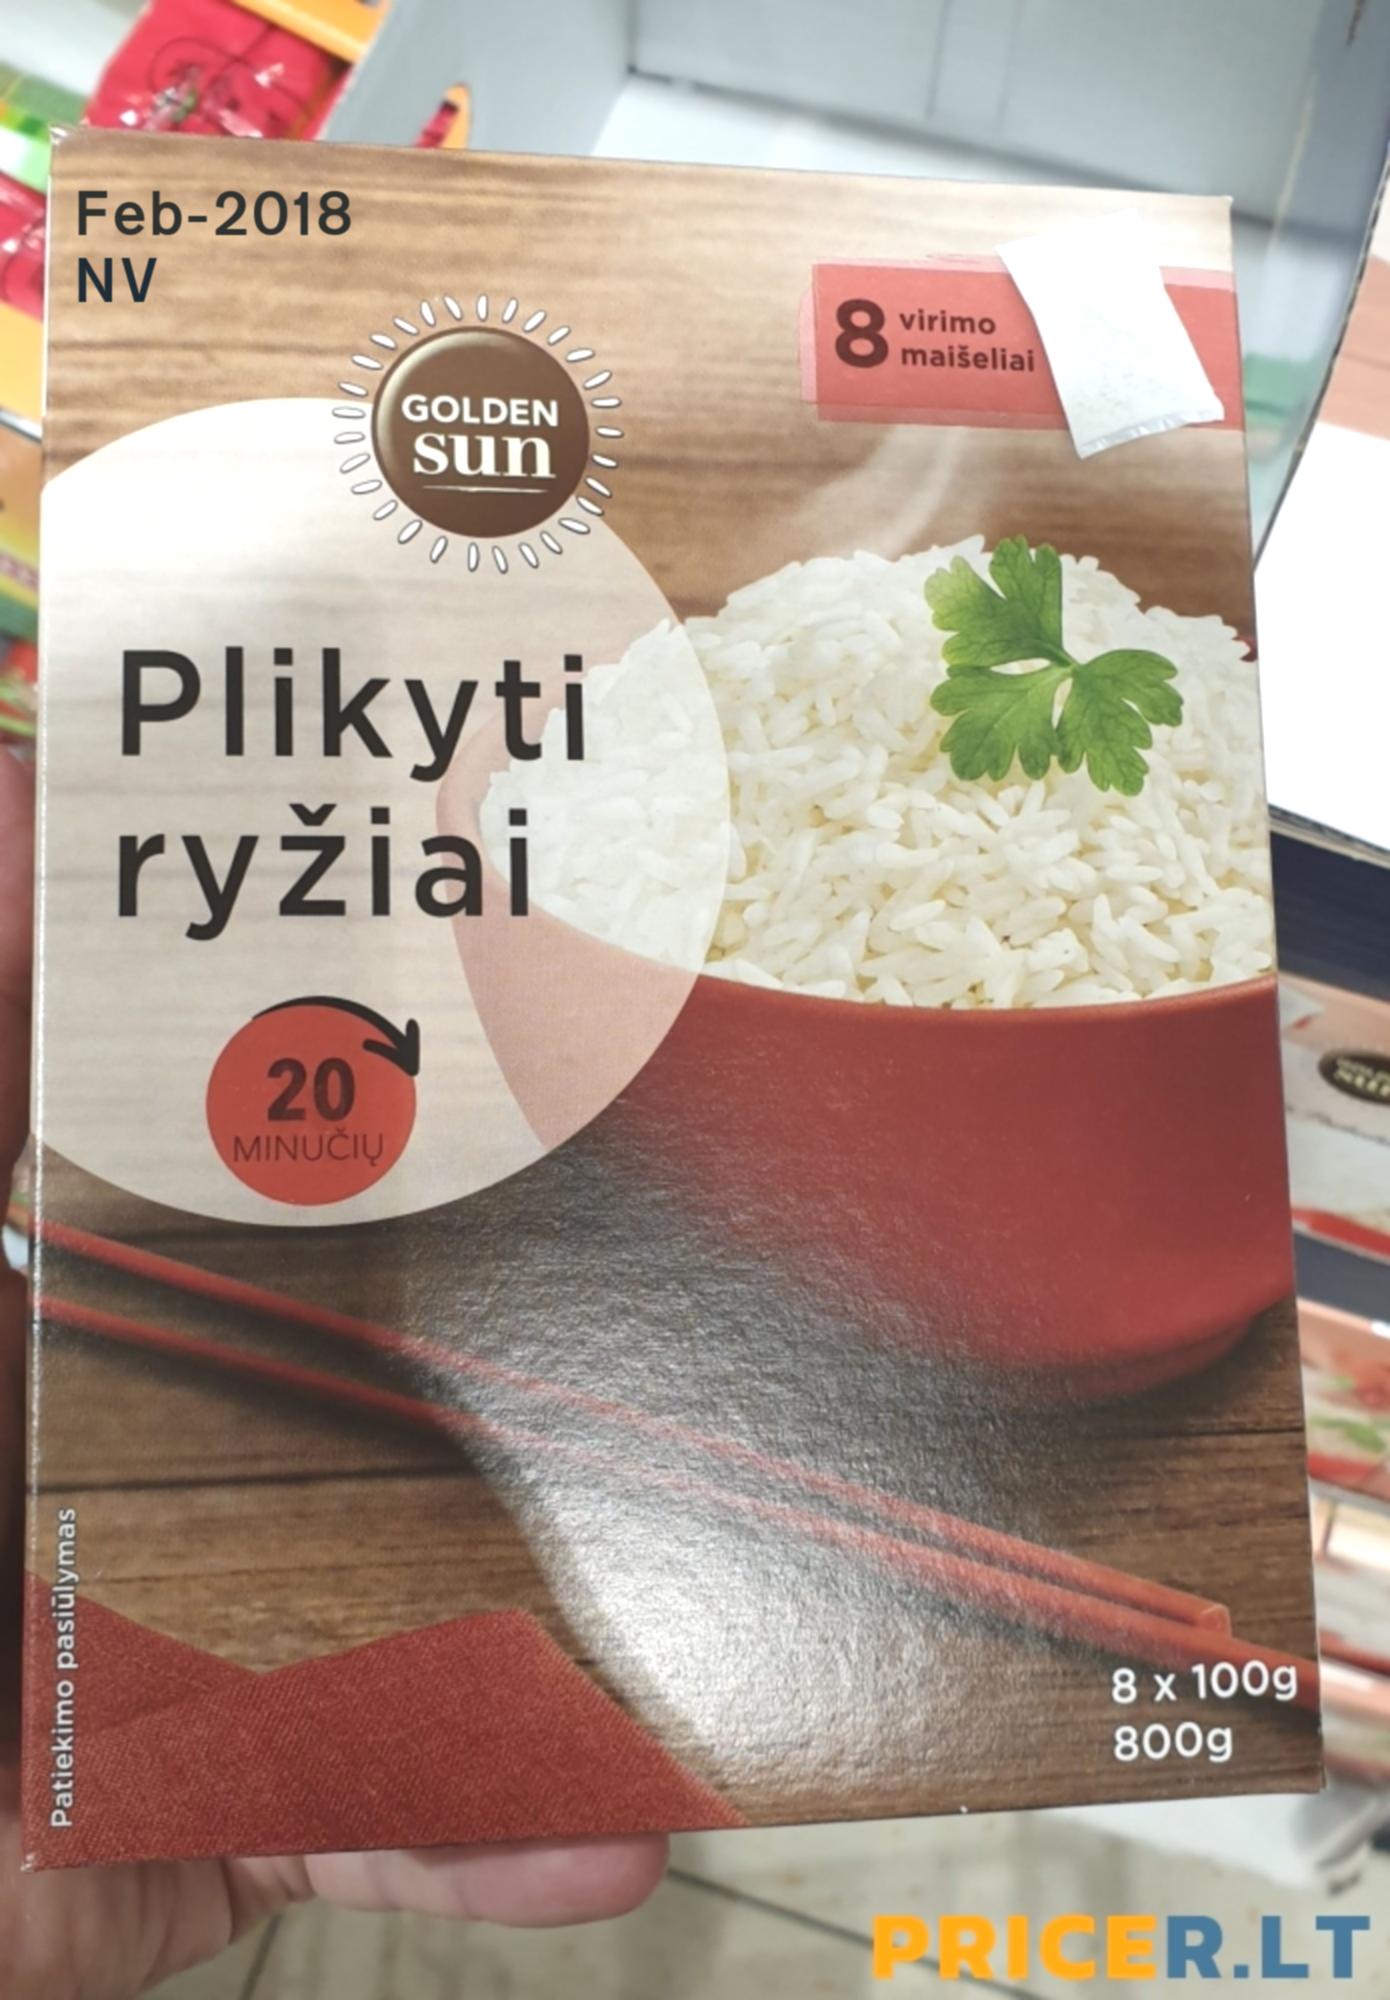 Feb-2018
NV
8 virimo
maišeliai
GOLDEN
sun
Plikyti
ryžiai
20
MINUČIŲ
Patiekimo pasiūlymas
8 x 100g
800g
PRICER.LT